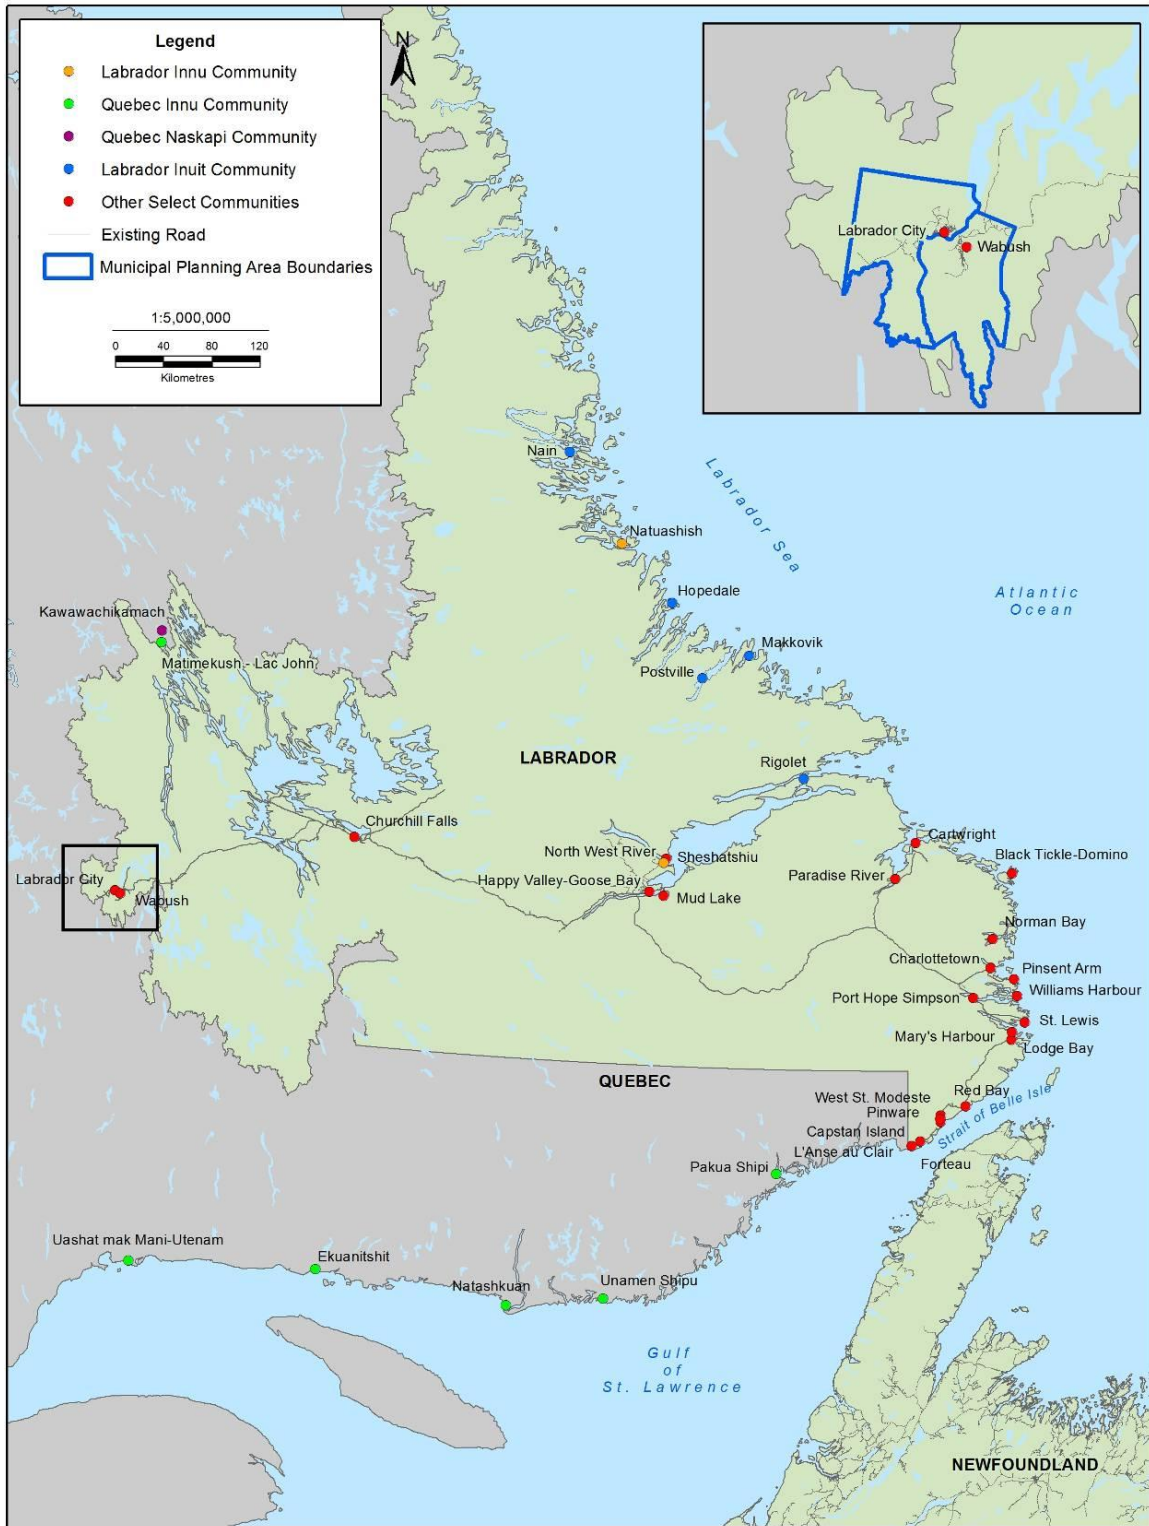 Legend
Labrador Innu Community
Quebec Innu Community
Quebec Naskapi Community
Labrador Inuit Community
Other Select Communities
Existing Road
Municipal Planning Area Boundaries
1:5,000,000
0 40 80 120
Kilometres
N
Labrador City
Wabush
Nain
Labrador Sea
Natuashish
Hopedale
Atlantic
Ocean
Kawawachikamach
Matimekush - Lac John
Makkovik
Postville
LABRADOR
Rigolet
Churchill Falls
Cartwright
North West River
Sheshatshiu
Black Tickle-Domino
Labrador City
Wabush
Happy Valley-Goose Bay
Mud Lake
Paradise River
Norman Bay
Charlottetown
Pinsent Arm
Williams Harbour
Port Hope Simpson
St. Lewis
Mary's Harbour
Lodge Bay
QUEBEC
Red Bay
West St. Modeste
Pinware
Strait of Belle Isle
Capstan Island
L'Anse au Clair
Forteau
Pakua Shipi
Uashat mak Mani-Utenam
Ekuanitshit
Natashkuan
Unamen Shipu
Gulf
of
St. Lawrence
NEWFOUNDLAND